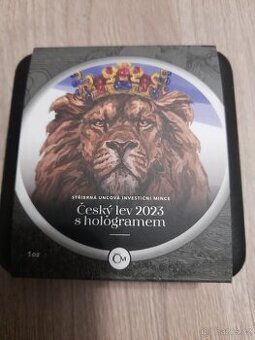 STŘÍBRNÁ UNCOVÁ INVESTIČNÍ MINCE
Český lev 2023
s hologramem
1 oz
ČM